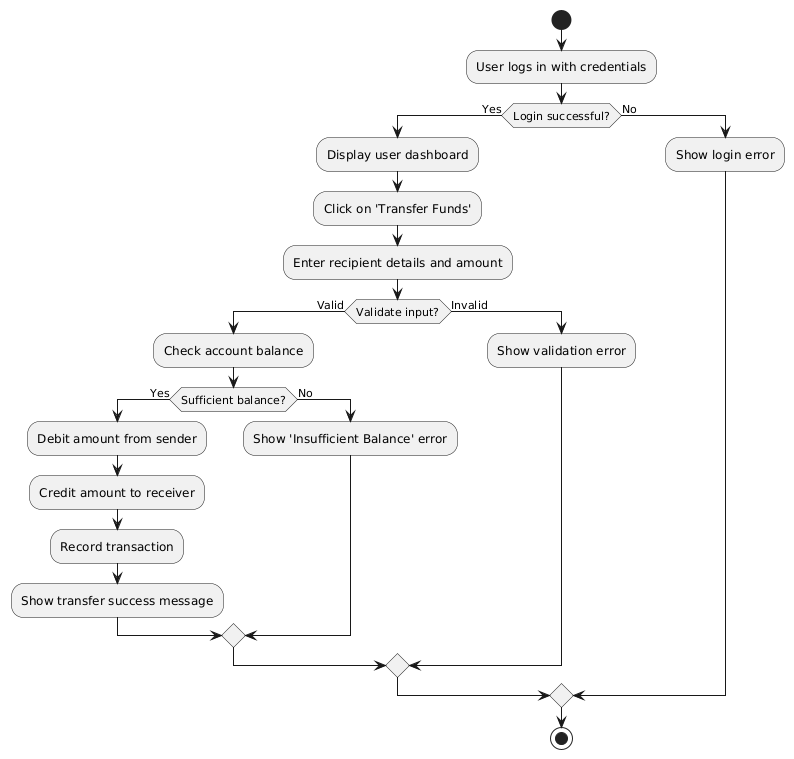 User logs in with credentials
Yes
Login successful?
No
Display user dashboard
Show login error
Click on 'Transfer Funds'
Enter recipient details and amount
Valid
Validate input?
Invalid
Check account balance
Show validation error
Yes
Sufficient balance?
No
Debit amount from sender
Show 'Insufficient Balance' error
Credit amount to receiver
Record transaction
Show transfer success message